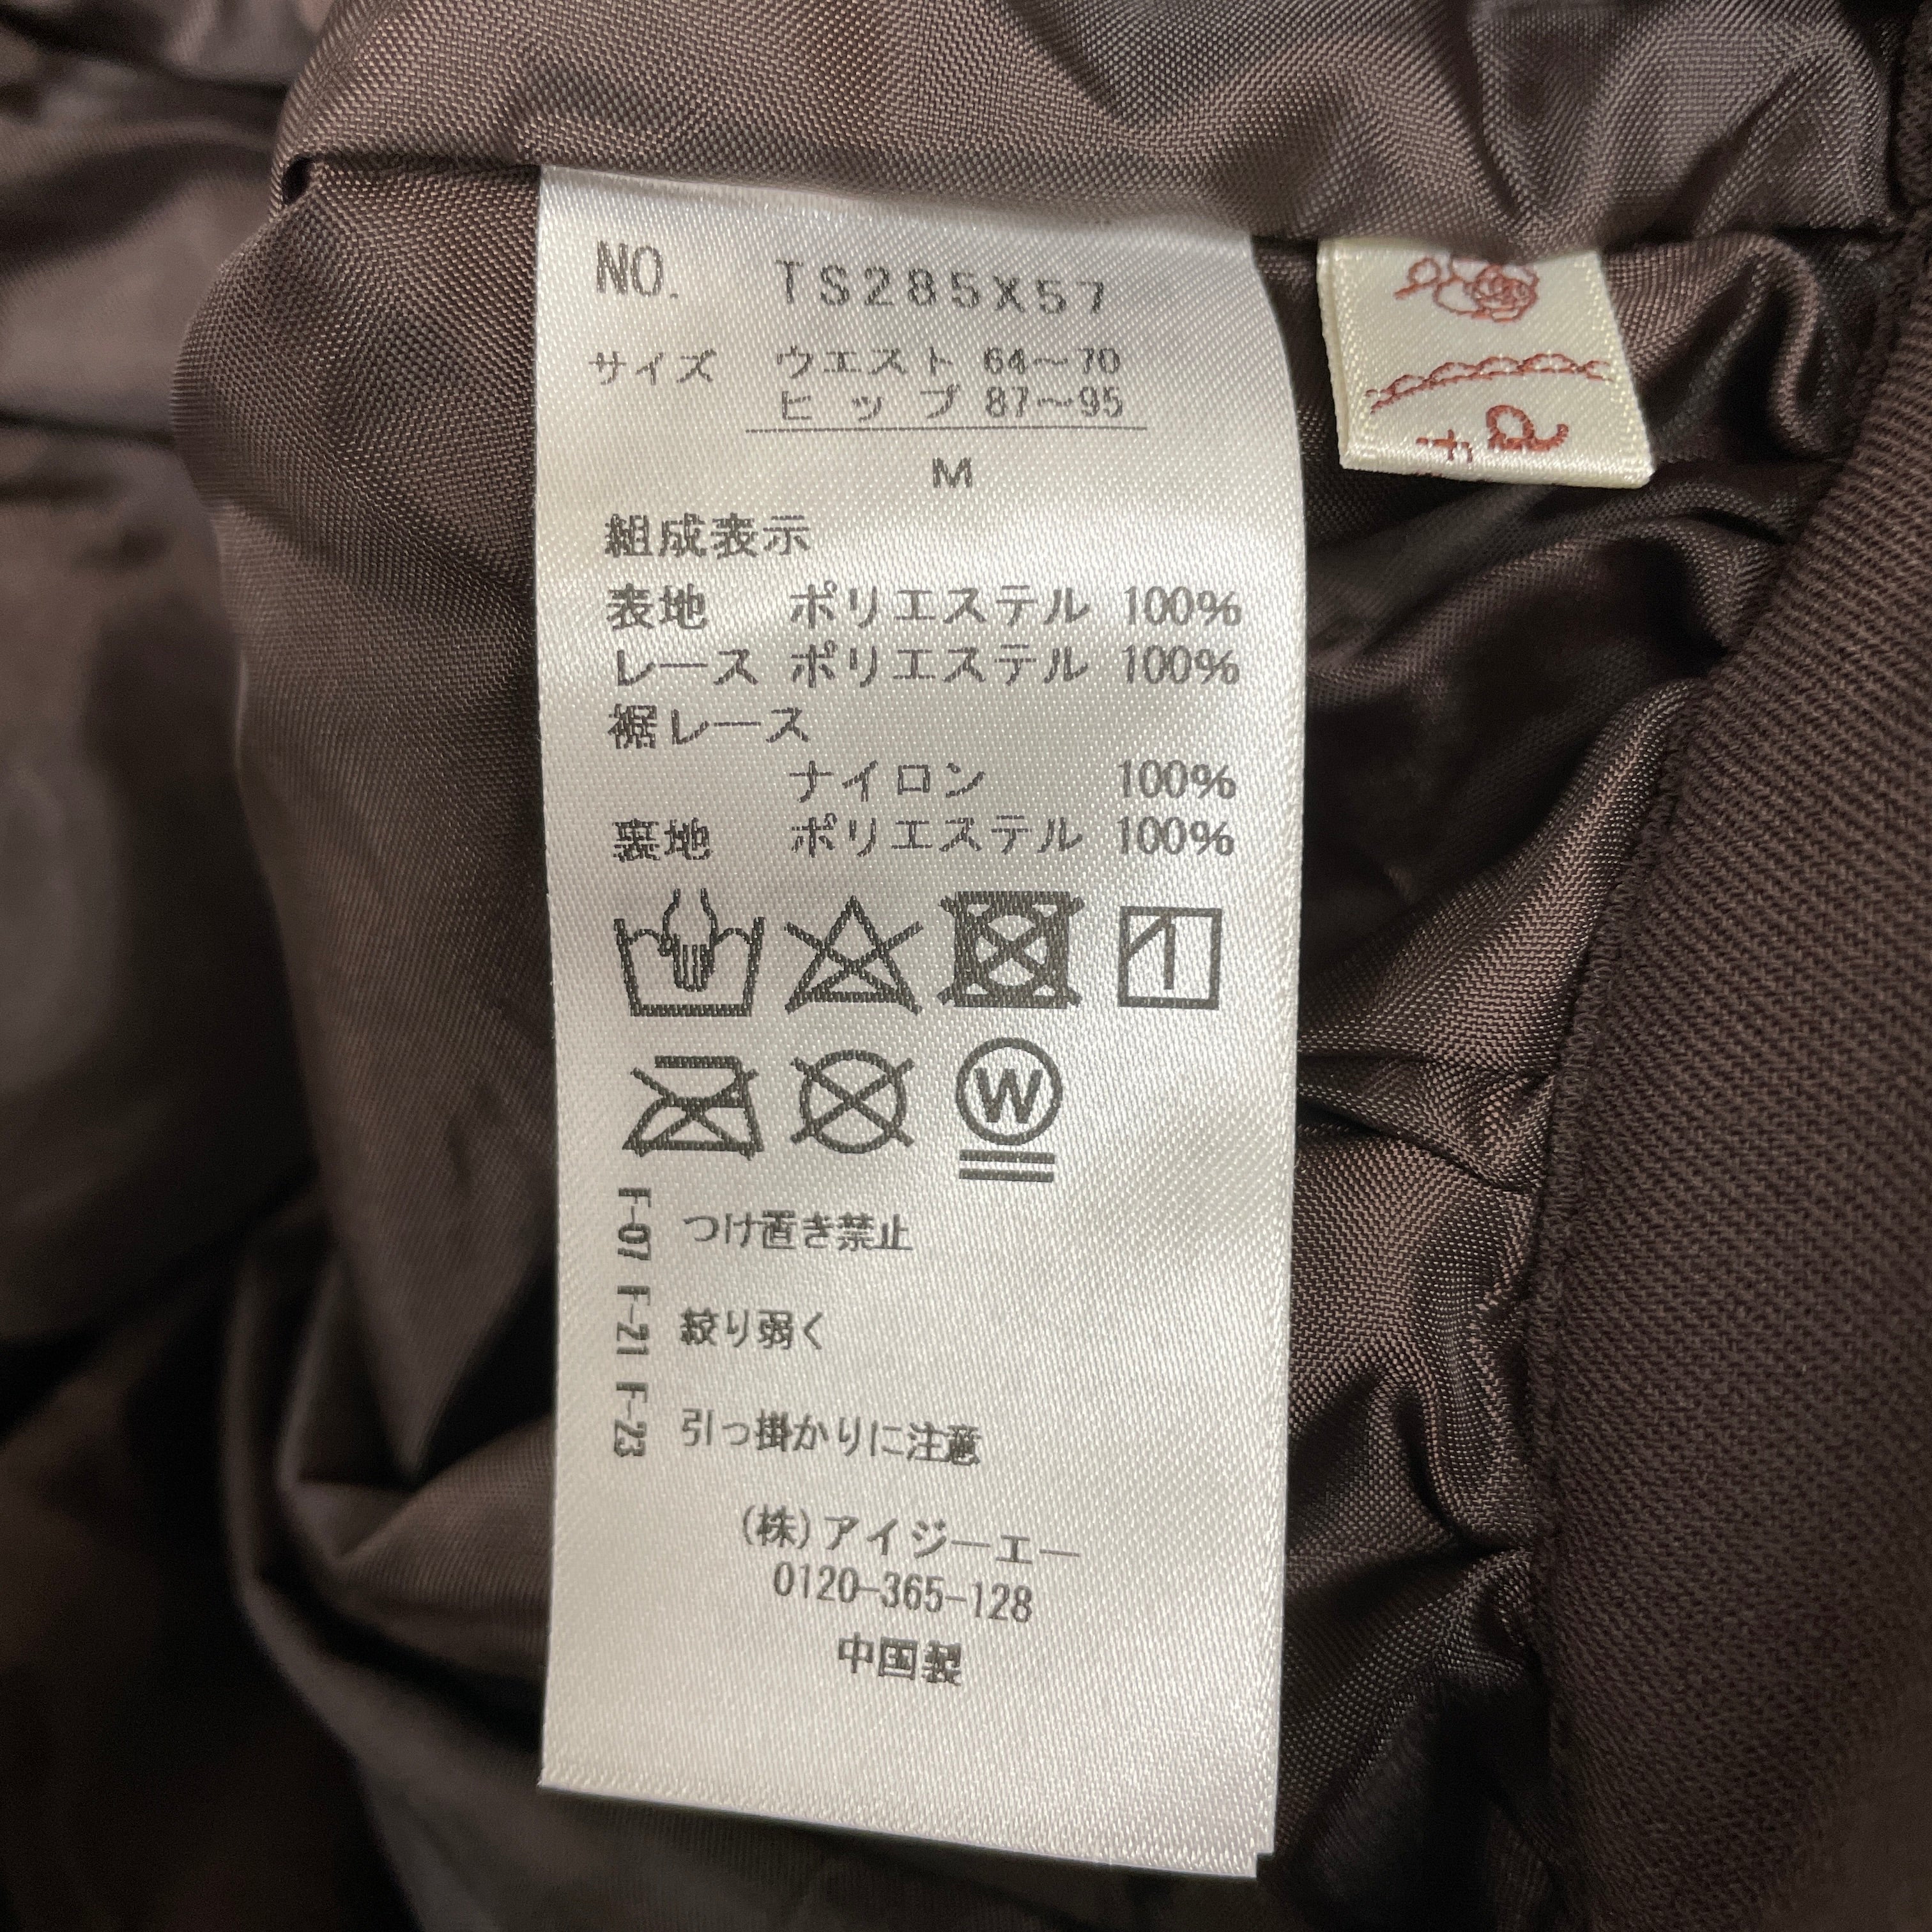 NO. TS285X57
サイズ ウエスト 64～70
ヒップ 87～95
M
組成表示
表地 ポリエステル 100%
レース ポリエステル 100%
裾レース
ナイロン 100%
裏地 ポリエステル 100%
W
F-07 F-21 F-23
つけ置き禁止
絞り弱く
引っ掛かりに注意
(株)アイジーエー
0120-365-128
中国製